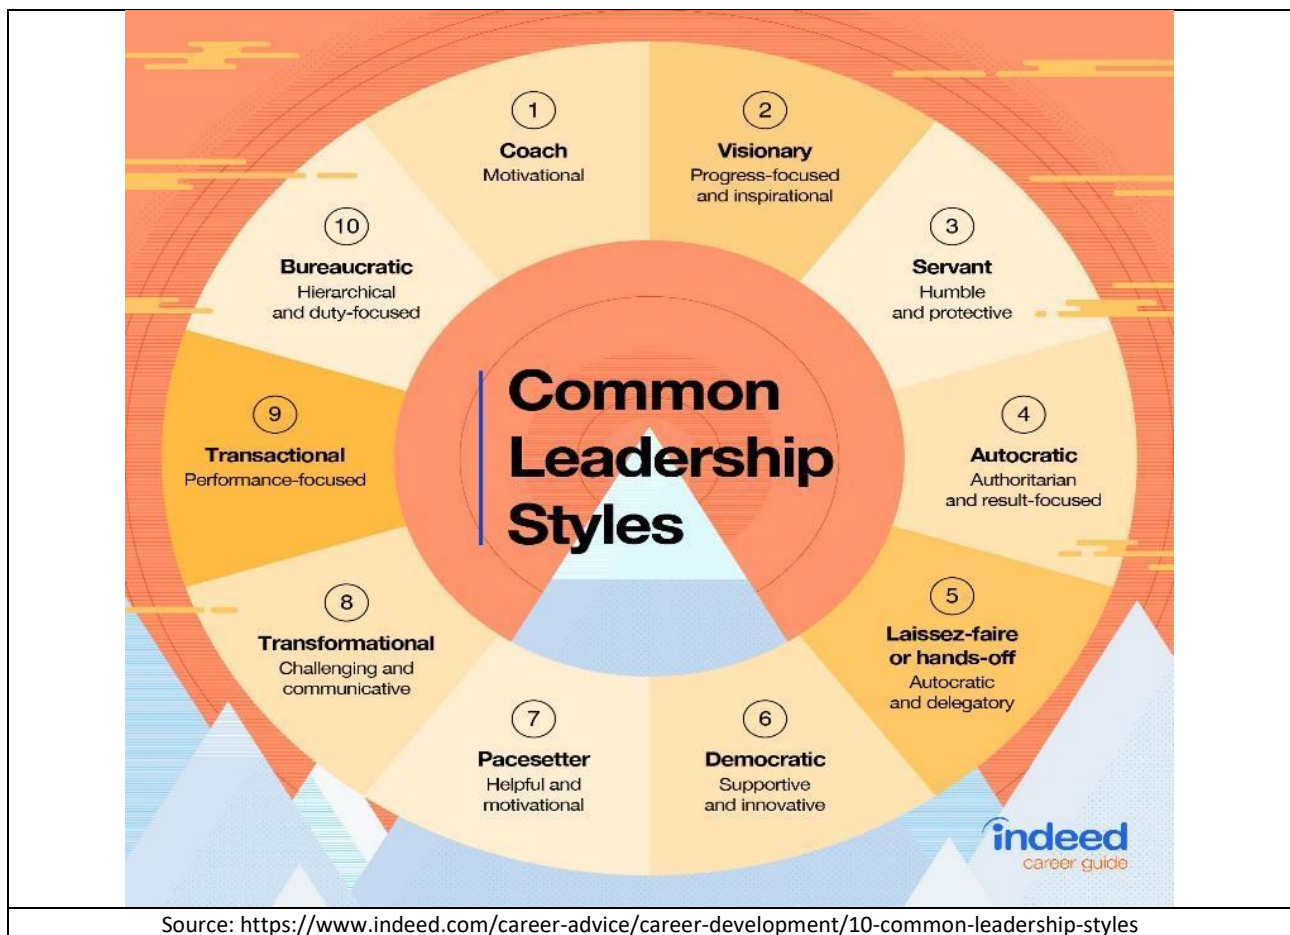 1
Coach
Motivational
2
Visionary
Progress-focused
and inspirational
3
Servant
Humble
and protective
4
Autocratic
Authoritarian
and result-focused
5
Laissez-faire
or hands-off
Autocratic
and delegatory
6
Democratic
Supportive
and innovative
7
Pacesetter
Helpful and
motivational
8
Transformational
Challenging and
communicative
9
Transactional
Performance-focused
10
Bureaucratic
Hierarchical
and duty-focused
Common
Leadership
Styles
indeed
career guide
Source: https://www.indeed.com/career-advice/career-development/10-common-leadership-styles